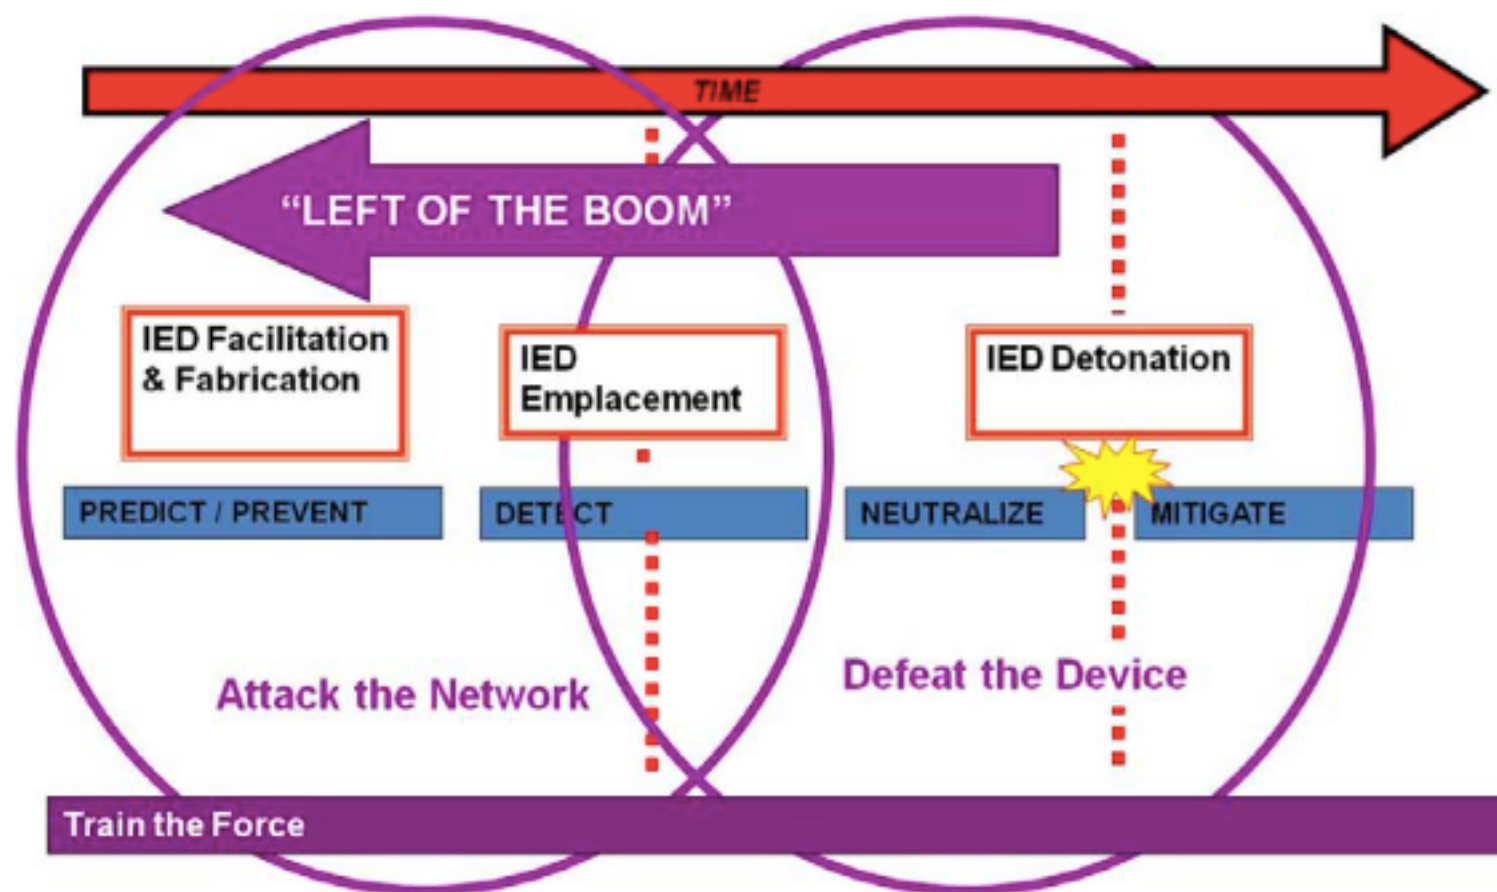 TIME
“LEFT OF THE BOOM”
IED Facilitation
& Fabrication
IED
Emplacement
IED Detonation
PREDICT / PREVENT
DETECT
NEUTRALIZE
MITIGATE
Attack the Network
Defeat the Device
Train the Force